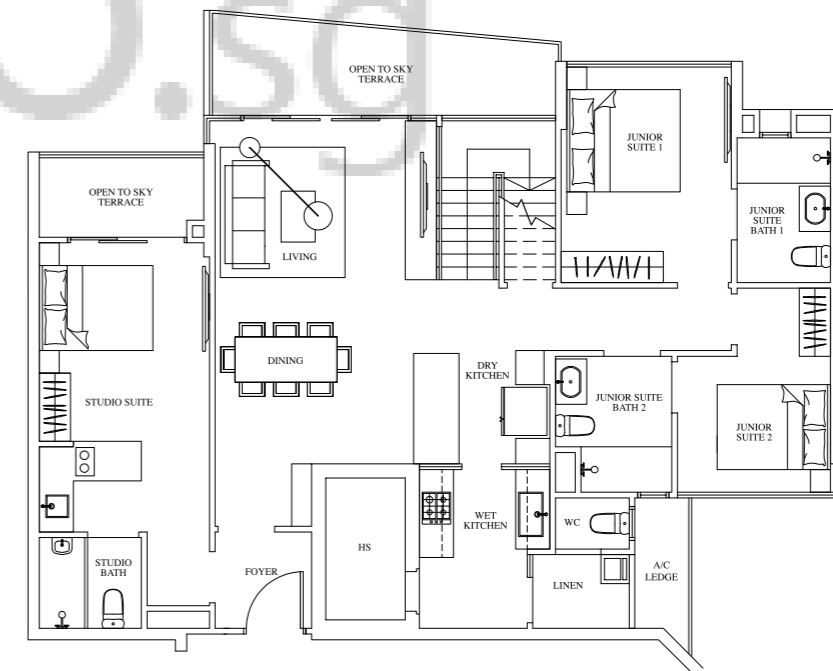 O.sg
OPEN TO SKY
TERRACE
JUNIOR
SUITE 1
OPEN TO SKY
TERRACE
JUNIOR
SUITE
BATH 1
LIVING
DINING
DRY
KITCHEN
STUDIO SUITE
JUNIOR SUITE
BATH 2
JUNIOR
SUITE 2
WET
KITCHEN
WC
HS
STUDIO
BATH
FOYER
LINEN
A/C
LEDGE